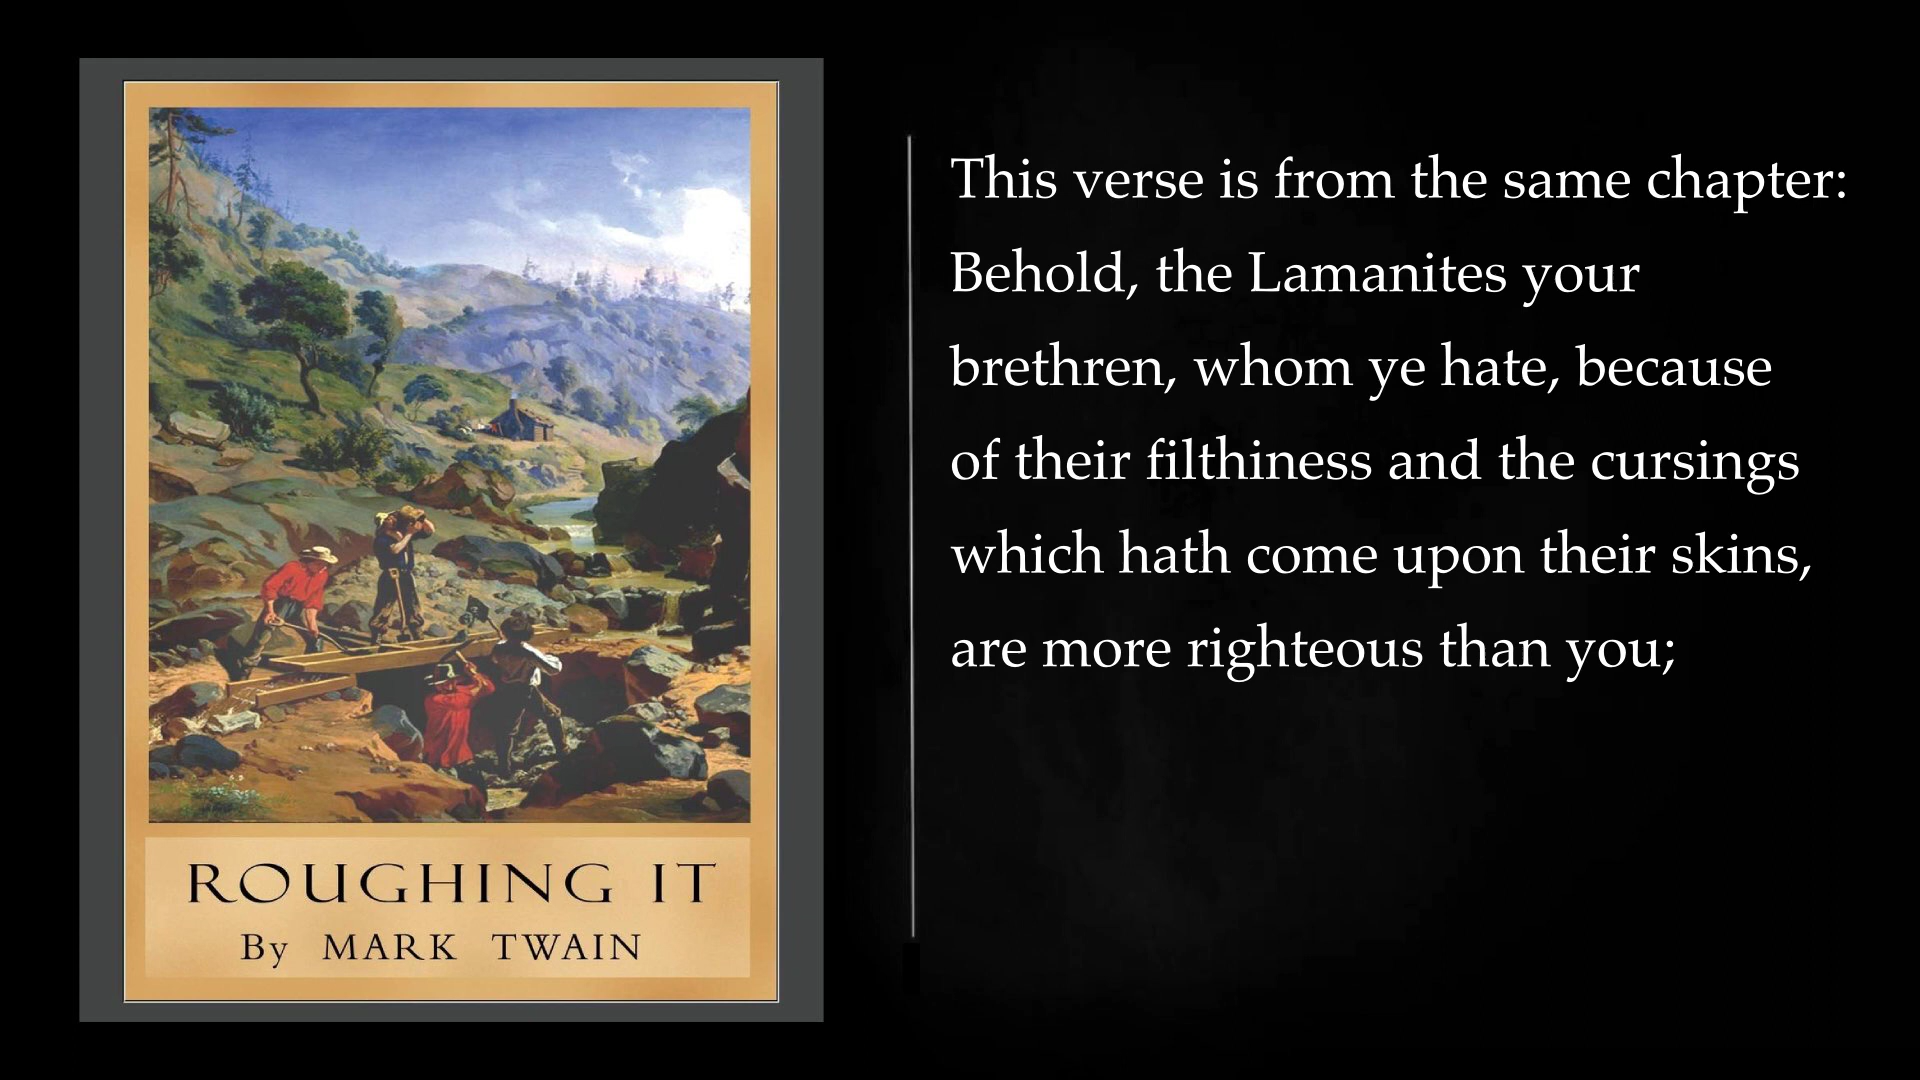 ROUGHING IT
By MARK TWAIN
This verse is from the same chapter:
Behold, the Lamanites your
brethren, whom ye hate, because
of their filthiness and the cursings
which hath come upon their skins,
are more righteous than you;